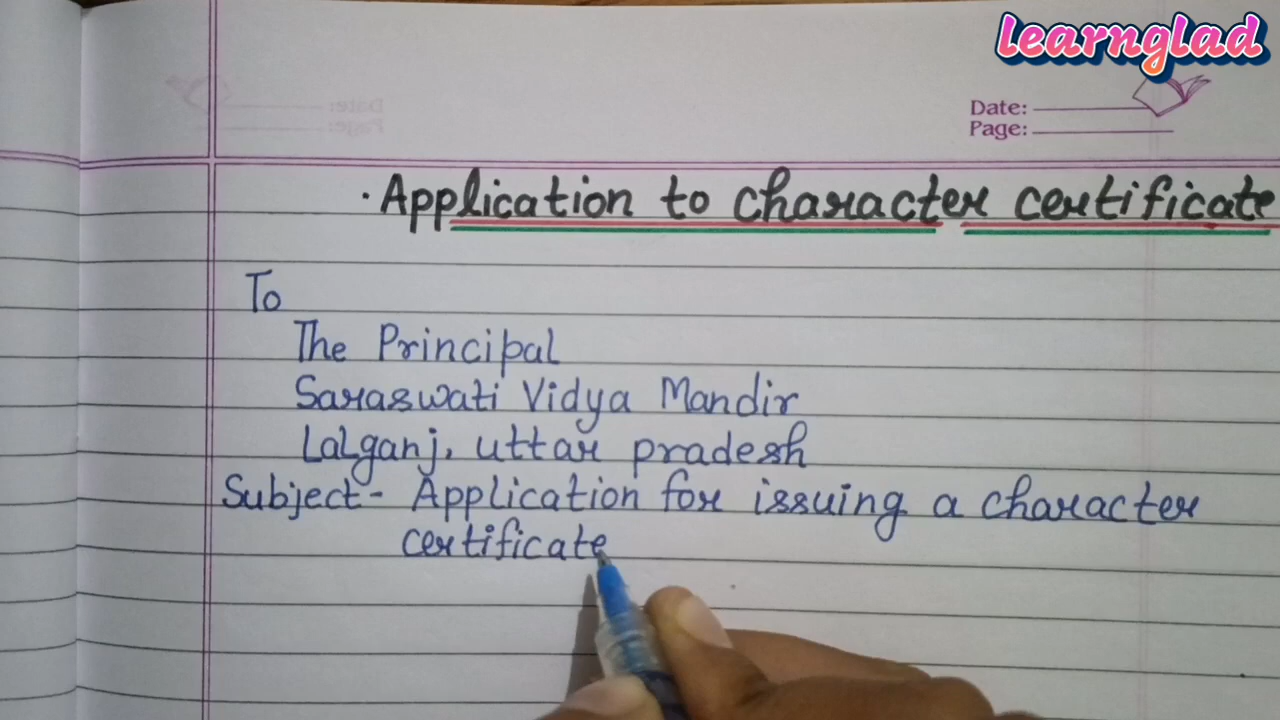 learnglad
Date:
Page:
. Application to character certificate
To
The Principal
Saraswati Vidya Mandir
Lalganj, uttar pradesh
Subject- Application for issuing a character
certificate